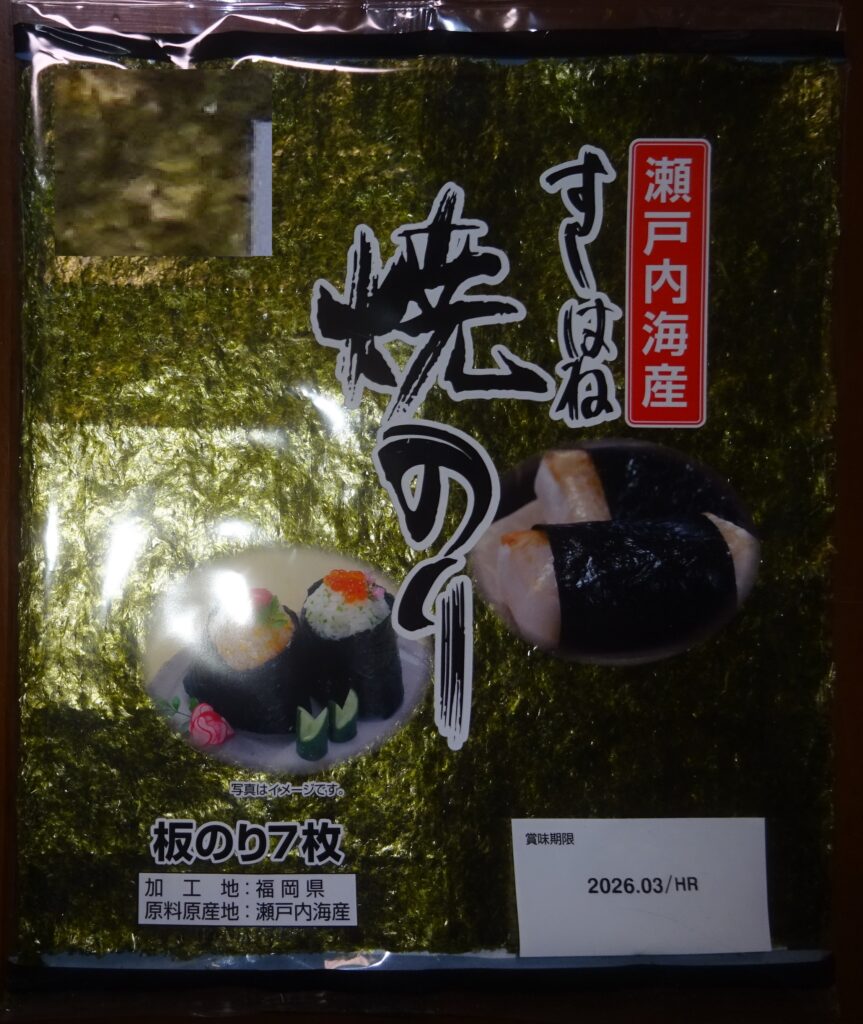 瀬戸内海産
すしはね
焼のり
写真はイメージです。
板のり7枚
加工地：福岡県
原料原産地：瀬戸内海産
賞味期限
2026.03/HR